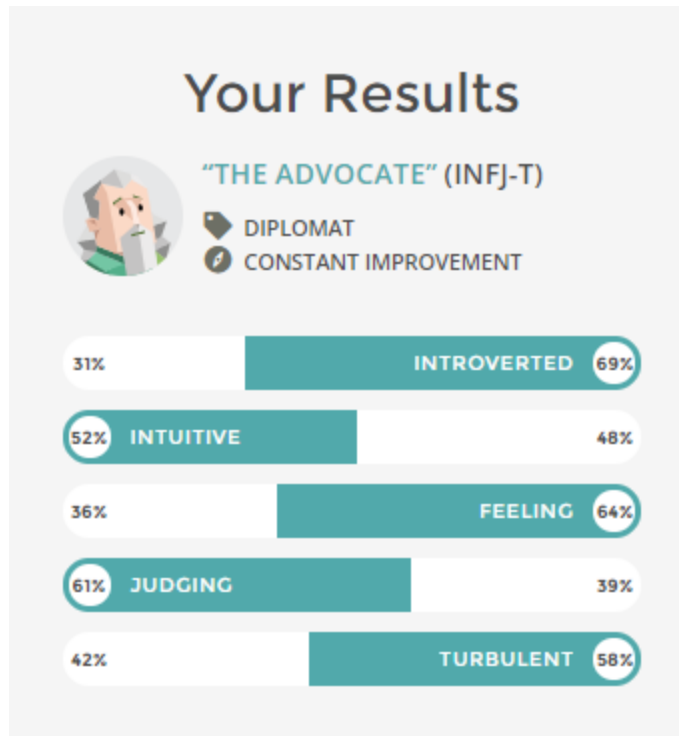 Your Results
“THE ADVOCATE” (INFJ-T)
DIPLOMAT
CONSTANT IMPROVEMENT
31% INTROVERTED 69%
52% INTUITIVE 48%
36% FEELING 64%
61% JUDGING 39%
42% TURBULENT 58%